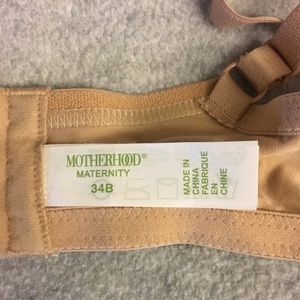 MOTHERHOOD®
MATERNITY
34B
MADE IN
CHINA
FABRIQUE
EN
CHINE